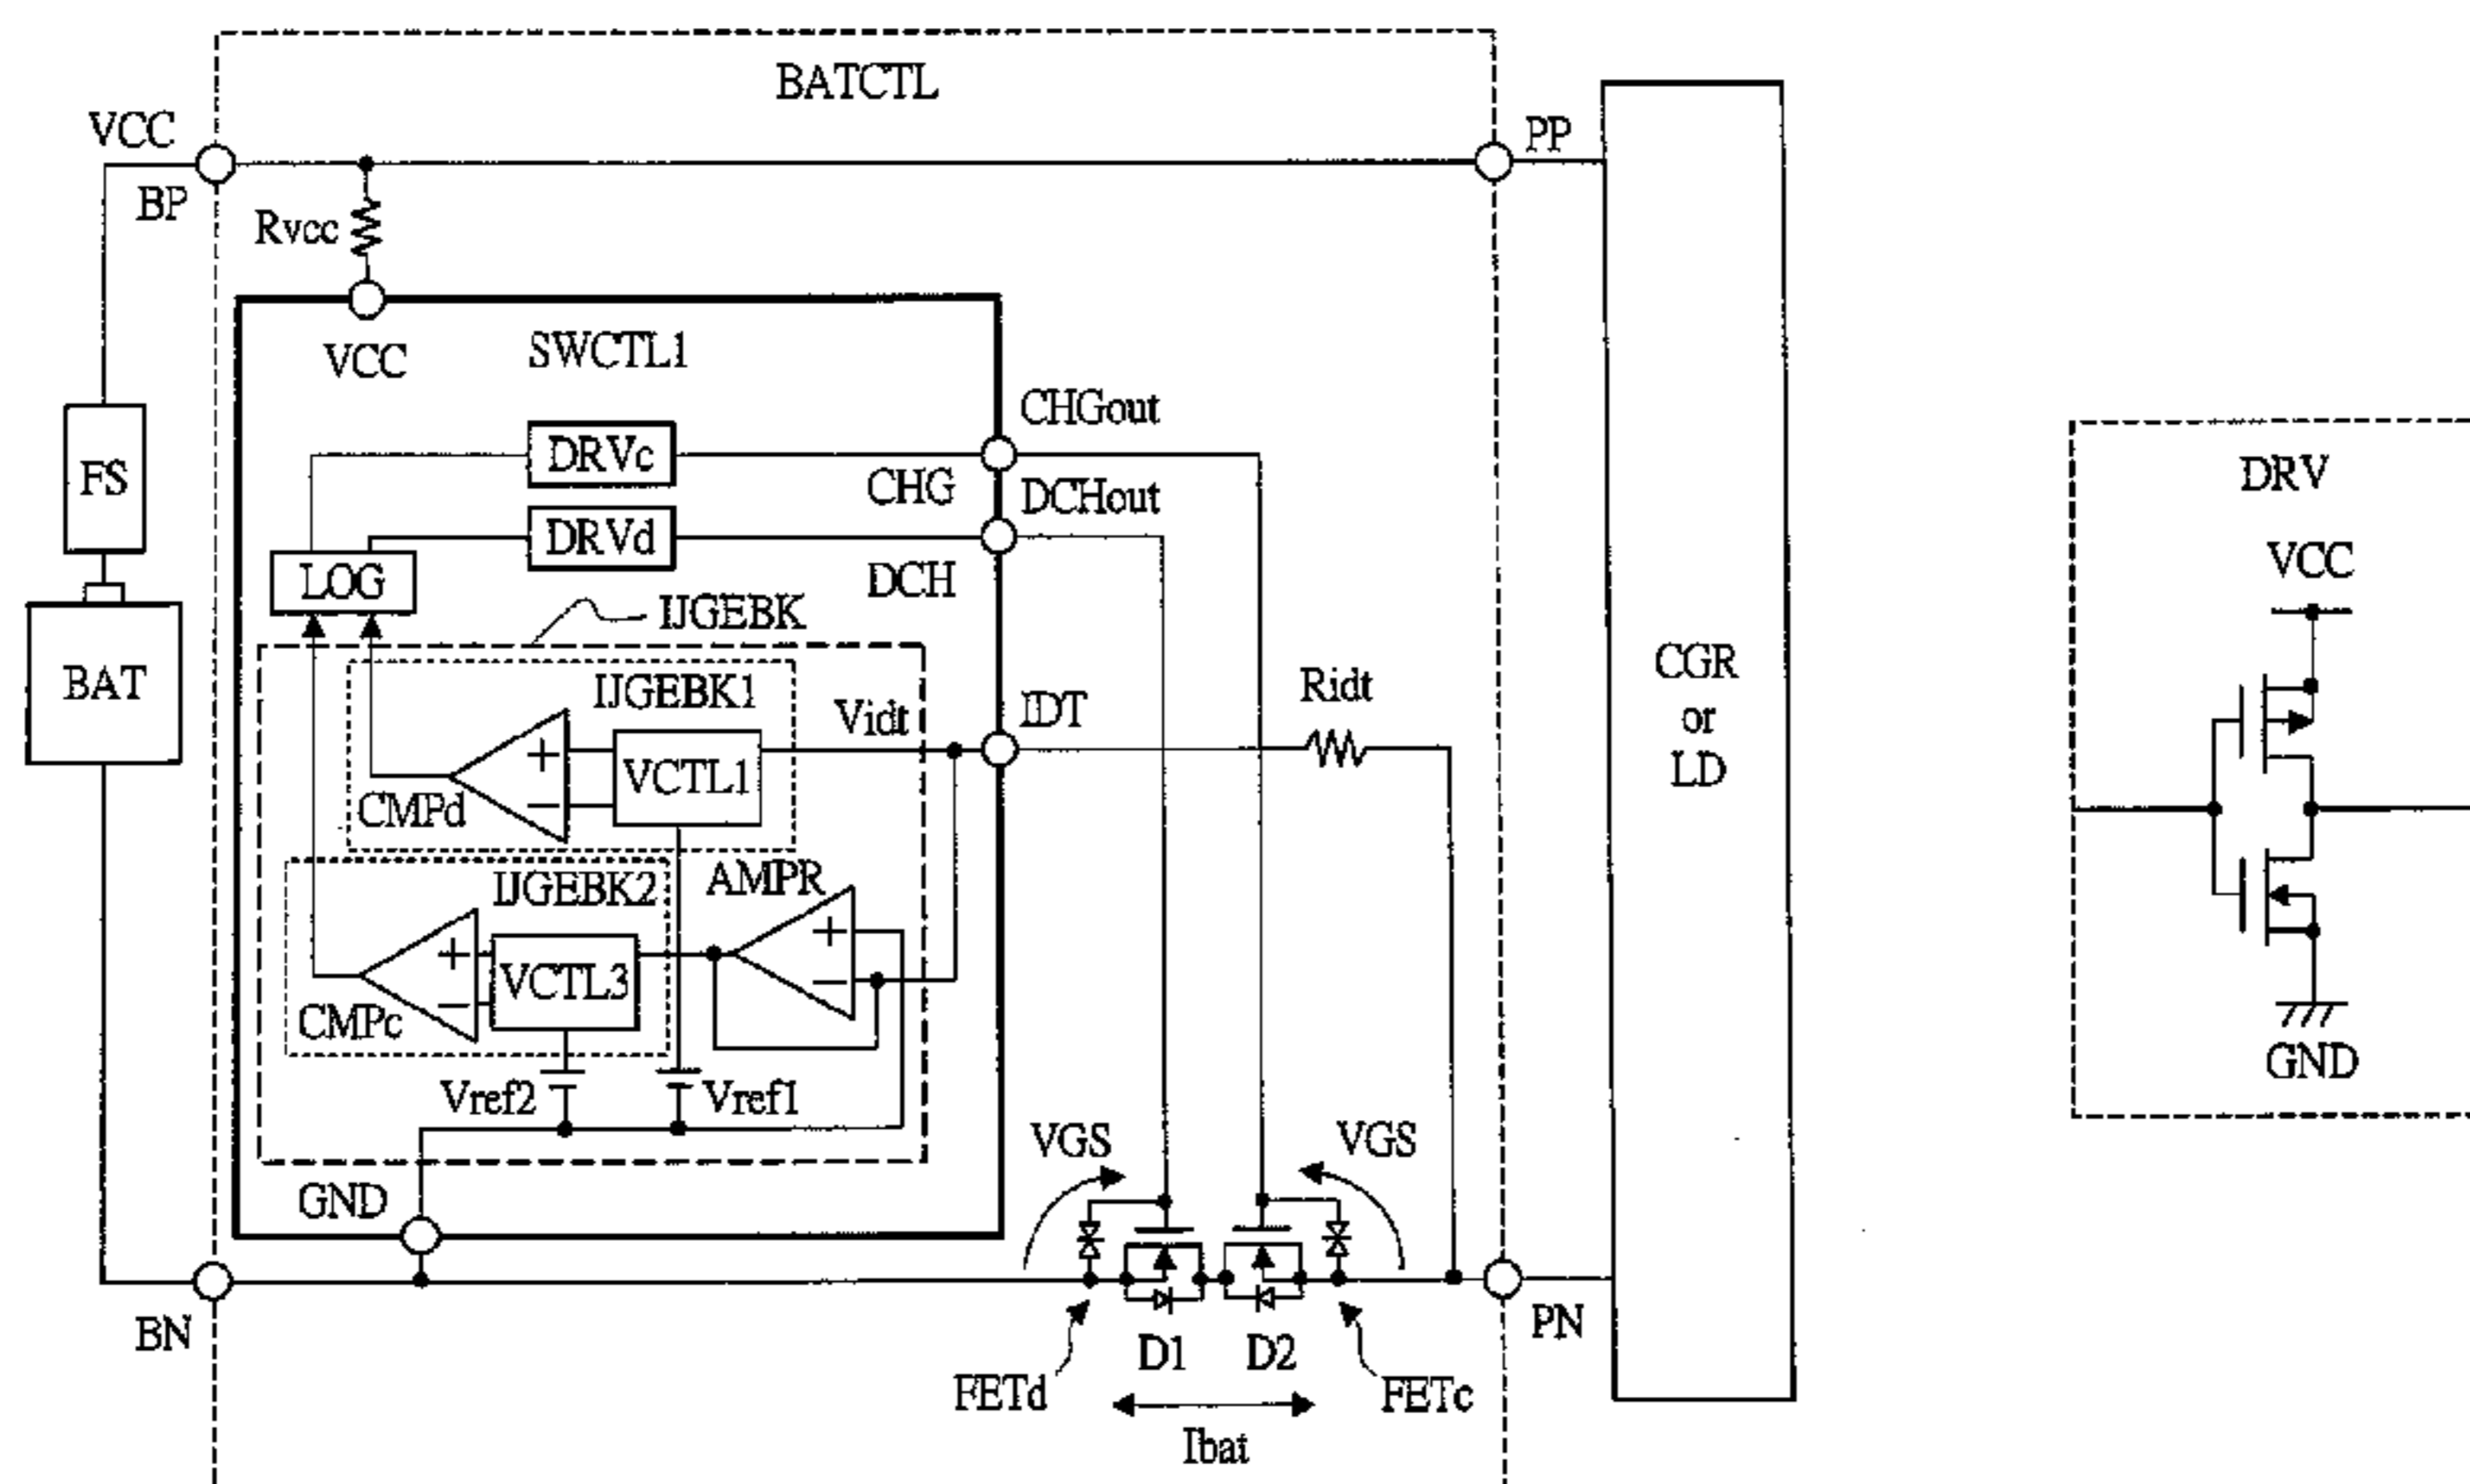 BATCTL
VCC
PP
BP
Rvcc
VCC
SWCTL1
CHGout
DRVc
CHG
DCHout
DRVd
DCH
FS
LOG
IJGEBK
BAT
IJGEBK1
Vidt
IDT
Ridt
CGR
or
LD
+
VCTL1
−
CMPd
IJGEBK2
AMPR
+
−
+
VCTL3
−
CMPc
Vref2
Vref1
VGS
VGS
GND
BN
PN
D1
D2
FETd
FETc
Ibat
DRV
VCC
GND